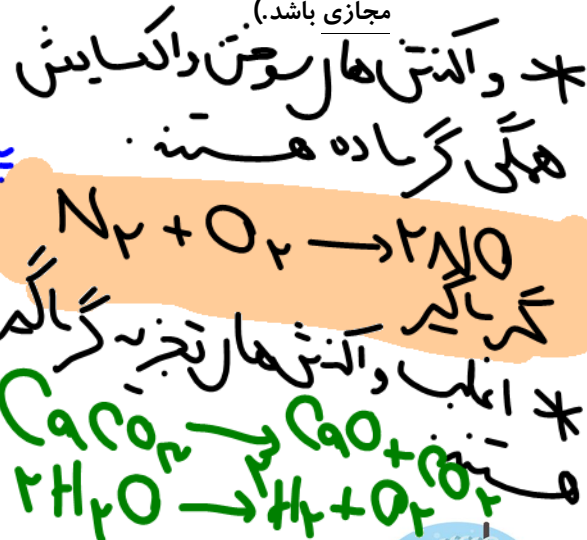 مجازی باشد.)
* واکنش های سوختن و اکسایش
همگی گرماده هستند.
N۲ + O۲ → ۲NO
گرماگیر
* اغلب واکنش های تجزیه گرماگیر
هستند
CaCO۳ → CaO + CO۲
۲H۲O → ۲H۲ + O۲